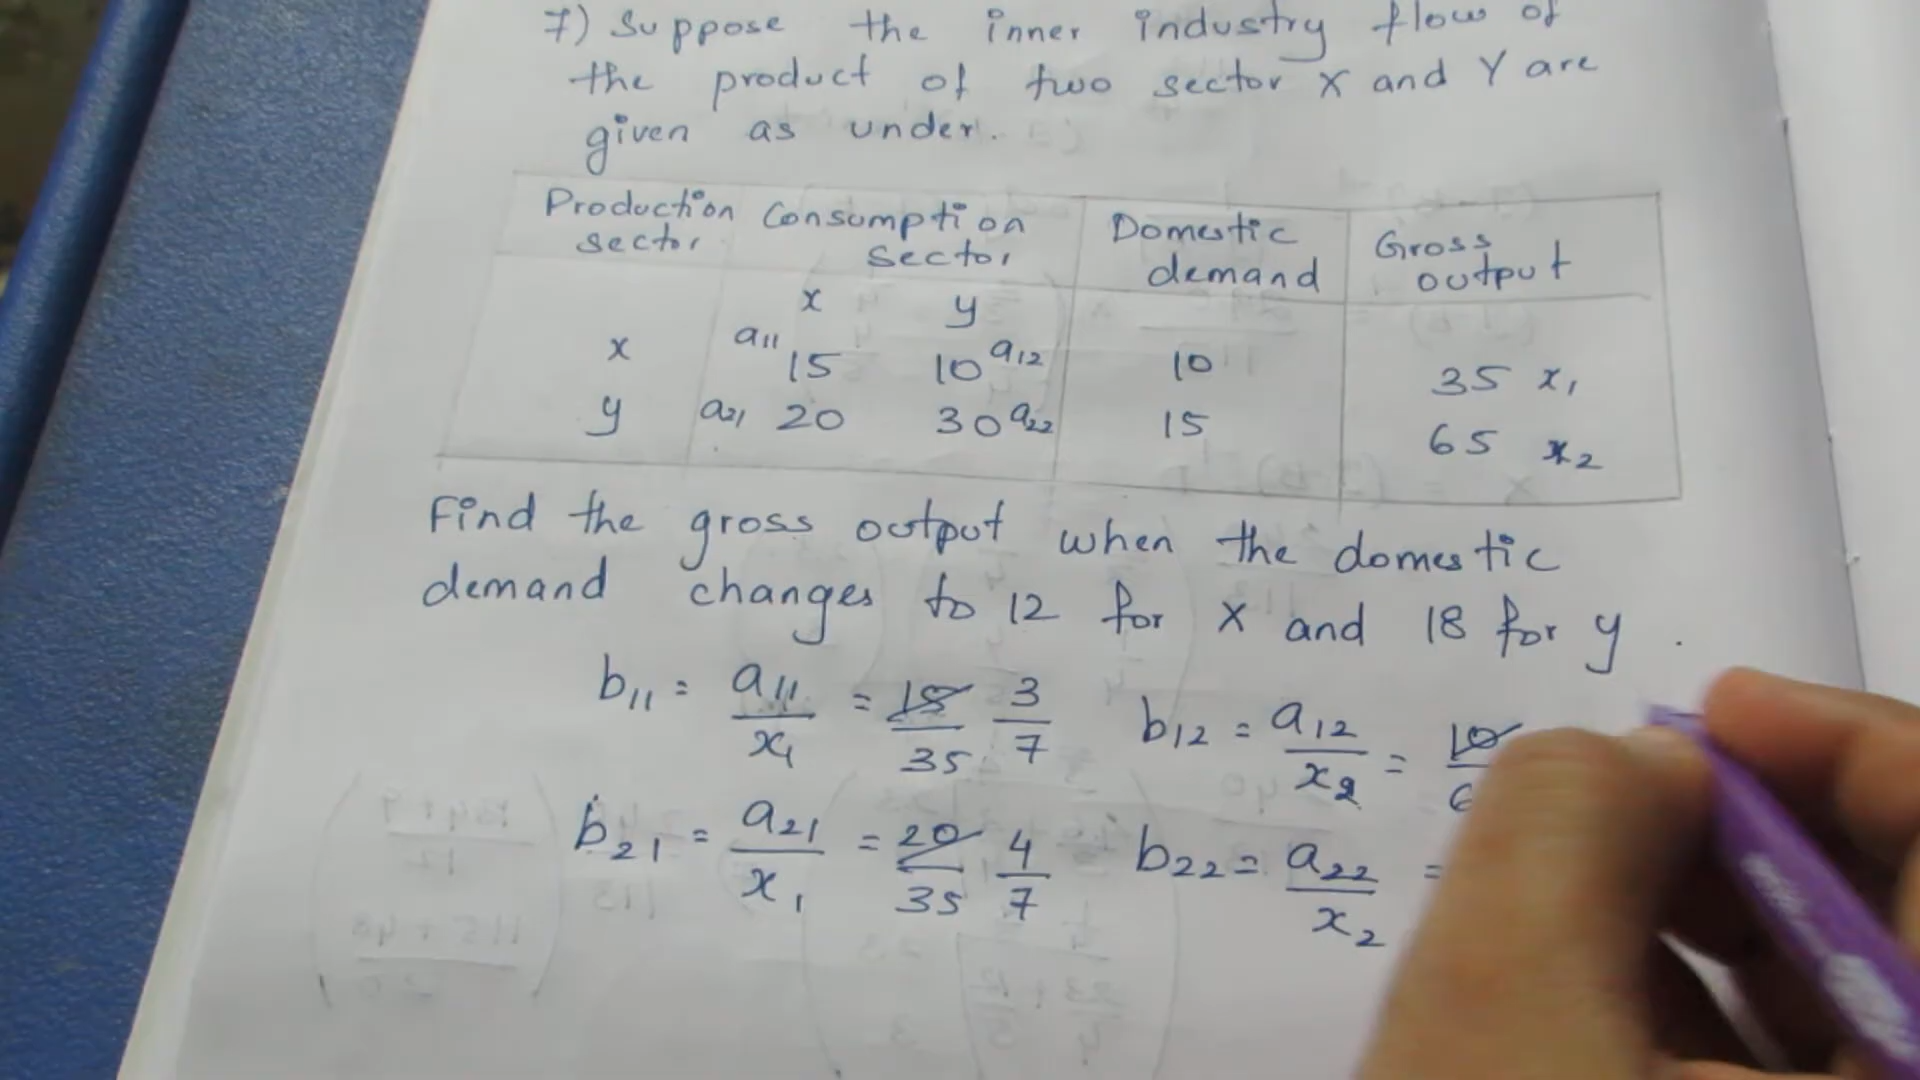 7) Suppose the inner industry flow of
the product of two sector X and Y are
given as under.
Production Consumption Domestic Gross
sector sector demand output
x y
x a11 15 10 a12 10 35 x1
y a21 20 30 a22 15 65 x2
Find the gross output when the domestic
demand changes to 12 for X and 18 for y.
b11 = a11/x1 = 15/35 3/7 b12 = a12/x2 = 10/6
b21 = a21/x1 = 20/35 4/7 b22 = a22/x2 =